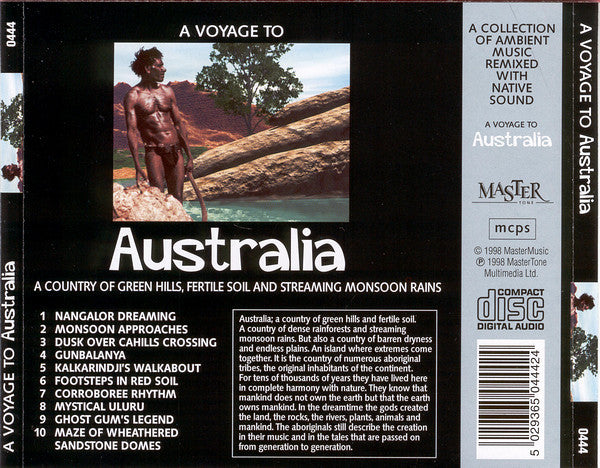 A VOYAGE TO
Australia
A COUNTRY OF GREEN HILLS, FERTILE SOIL AND STREAMING MONSOON RAINS
1 NANGALOR DREAMING
2 MONSOON APPROACHES
3 DUSK OVER CAHILLS CROSSING
4 GUNBALANYA
5 KALKARINDJI'S WALKABOUT
6 FOOTSTEPS IN RED SOIL
7 CORROBOREE RHYTHM
8 MYSTICAL ULURU
9 GHOST GUM'S LEGEND
10 MAZE OF WHEATHERED
SANDSTONE DOMES
Australia; a country of green hills and fertile soil.
A country of dense rainforests and streaming
monsoon rains. But also a country of barren dryness
and endless plains. An island where extremes come
together. It is the country of numerous aboriginal
tribes, the original inhabitants of the continent.
For tens of thousands of years they have lived here
in complete harmony with nature. They know that
mankind does not own the earth but that the earth
owns mankind. In the dreamtime the gods created
the land, the rocks, the rivers, plants, animals and
mankind. The aboriginals still describe the creation
in their music and in the tales that are passed on
from generation to generation.
A COLLECTION
OF AMBIENT
MUSIC
REMIXED
WITH
NATIVE
SOUND
A VOYAGE TO
Australia
MASTER
TONE
mcps
© 1998 MasterMusic
℗ 1998 MasterTone
Multimedia Ltd.
COMPACT
disc
DIGITAL AUDIO
5 029365 044424
0444
A VOYAGE TO Australia
A VOYAGE TO Australia
0444